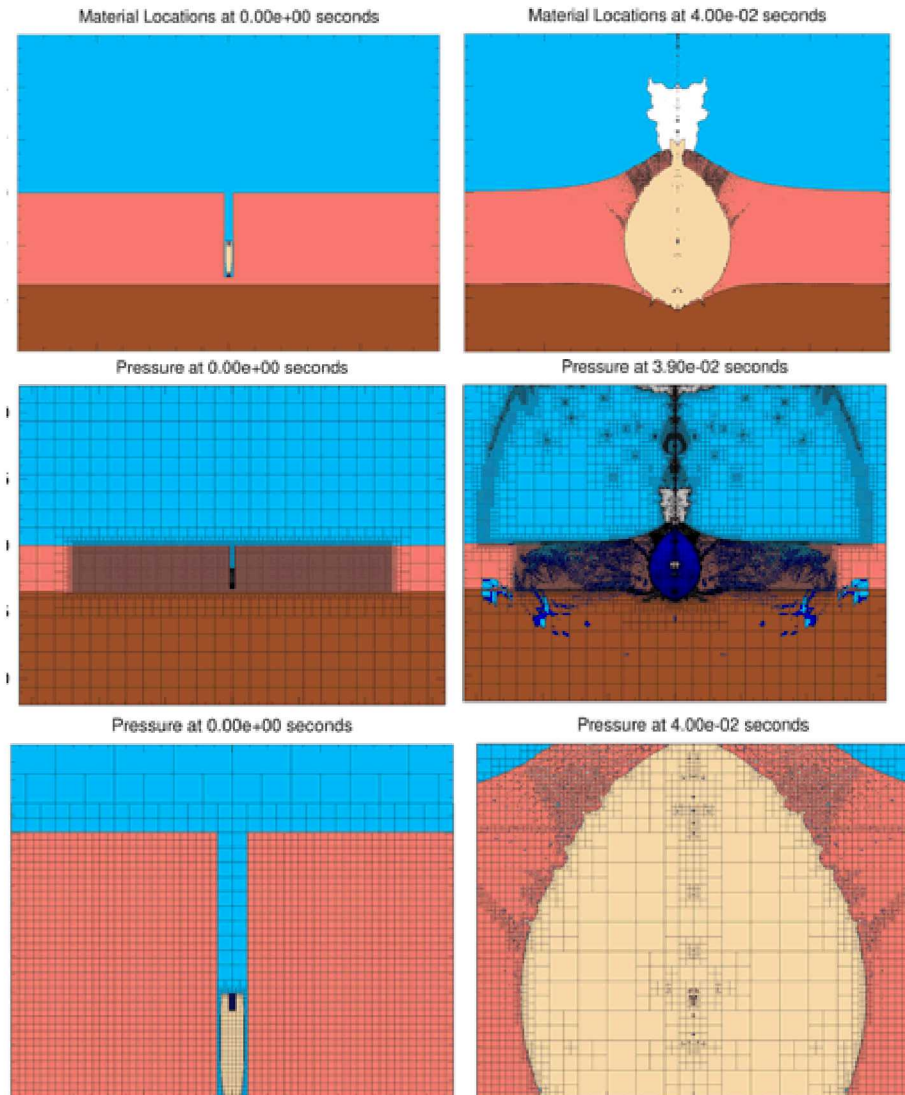 Material Locations at 0.00e+00 seconds
Material Locations at 4.00e-02 seconds
Pressure at 0.00e+00 seconds
Pressure at 3.90e-02 seconds
Pressure at 0.00e+00 seconds
Pressure at 4.00e-02 seconds